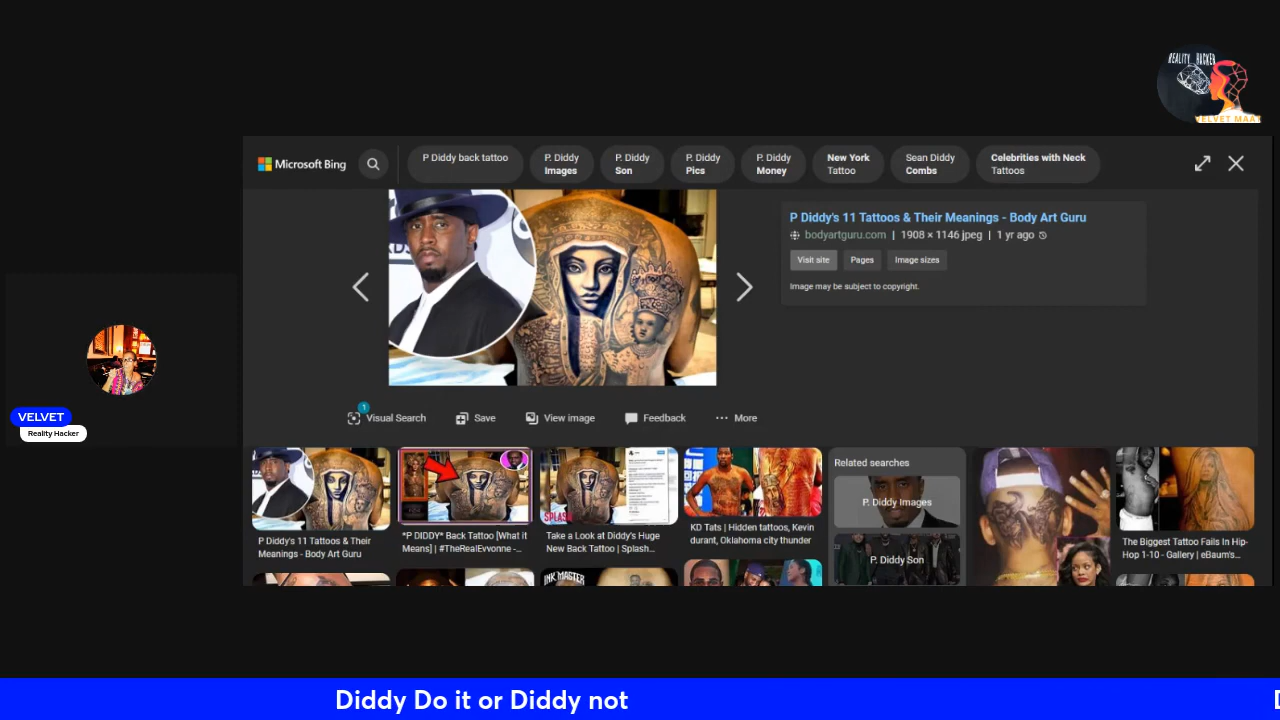 REALITY HACKER
VELVET MAAT
Microsoft Bing
P Diddy back tattoo
P. Diddy
Images
P. Diddy
Son
P. Diddy
Pics
P. Diddy
Money
New York
Tattoo
Sean Diddy
Combs
Celebrities with Neck
Tattoos
P Diddy's 11 Tattoos & Their Meanings - Body Art Guru
bodyartguru.com | 1908 × 1146 jpeg | 1 yr ago
Visit site
Pages
Image sizes
Image may be subject to copyright.
1
Visual Search
Save
View image
Feedback
More
VELVET
Reality Hacker
P Diddy's 11 Tattoos & Their
Meanings - Body Art Guru
*P DIDDY* Back Tattoo [What it
Means] | #TheRealEvvonne -...
SPLASH
Take a Look at Diddy's Huge
New Back Tattoo | Splash...
KD Tats | Hidden tattoos, Kevin
durant, Oklahoma city thunder
Related searches
P. Diddy Images
P. Diddy Son
The Biggest Tattoo Fails In Hip-
Hop 1-10 - Gallery | eBaum's...
INK MASTER
Diddy Do it or Diddy not